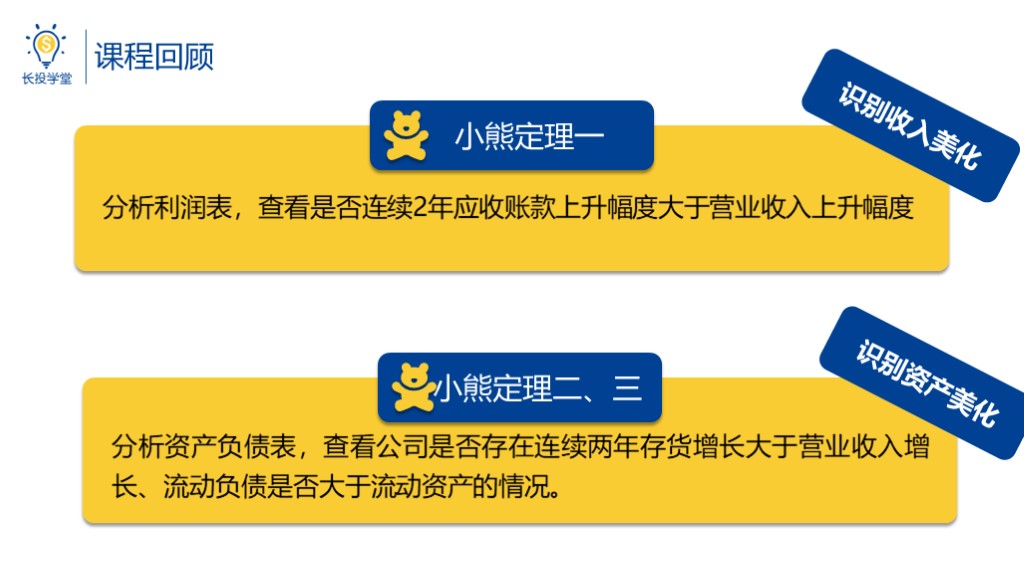 长投学堂
课程回顾
识别收入美化
小熊定理一
分析利润表，查看是否连续2年应收账款上升幅度大于营业收入上升幅度
识别资产美化
小熊定理二、三
分析资产负债表，查看公司是否存在连续两年存货增长大于营业收入增
长、流动负债是否大于流动资产的情况。